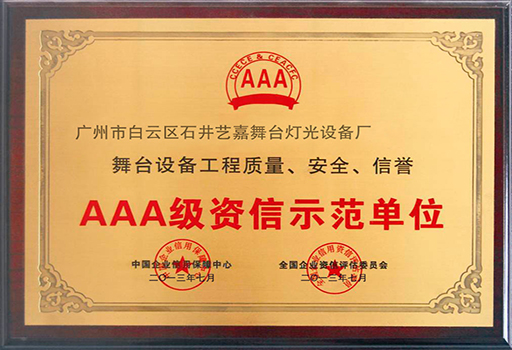 CCECE & CEACFC
AAA
广州市白云区石井艺嘉舞台灯光设备厂
舞台设备工程质量、安全、信誉
AAA级资信示范单位
中国企业信用保障中心
二〇一三年七月
全国企业资信评估委员会
二〇一三年七月